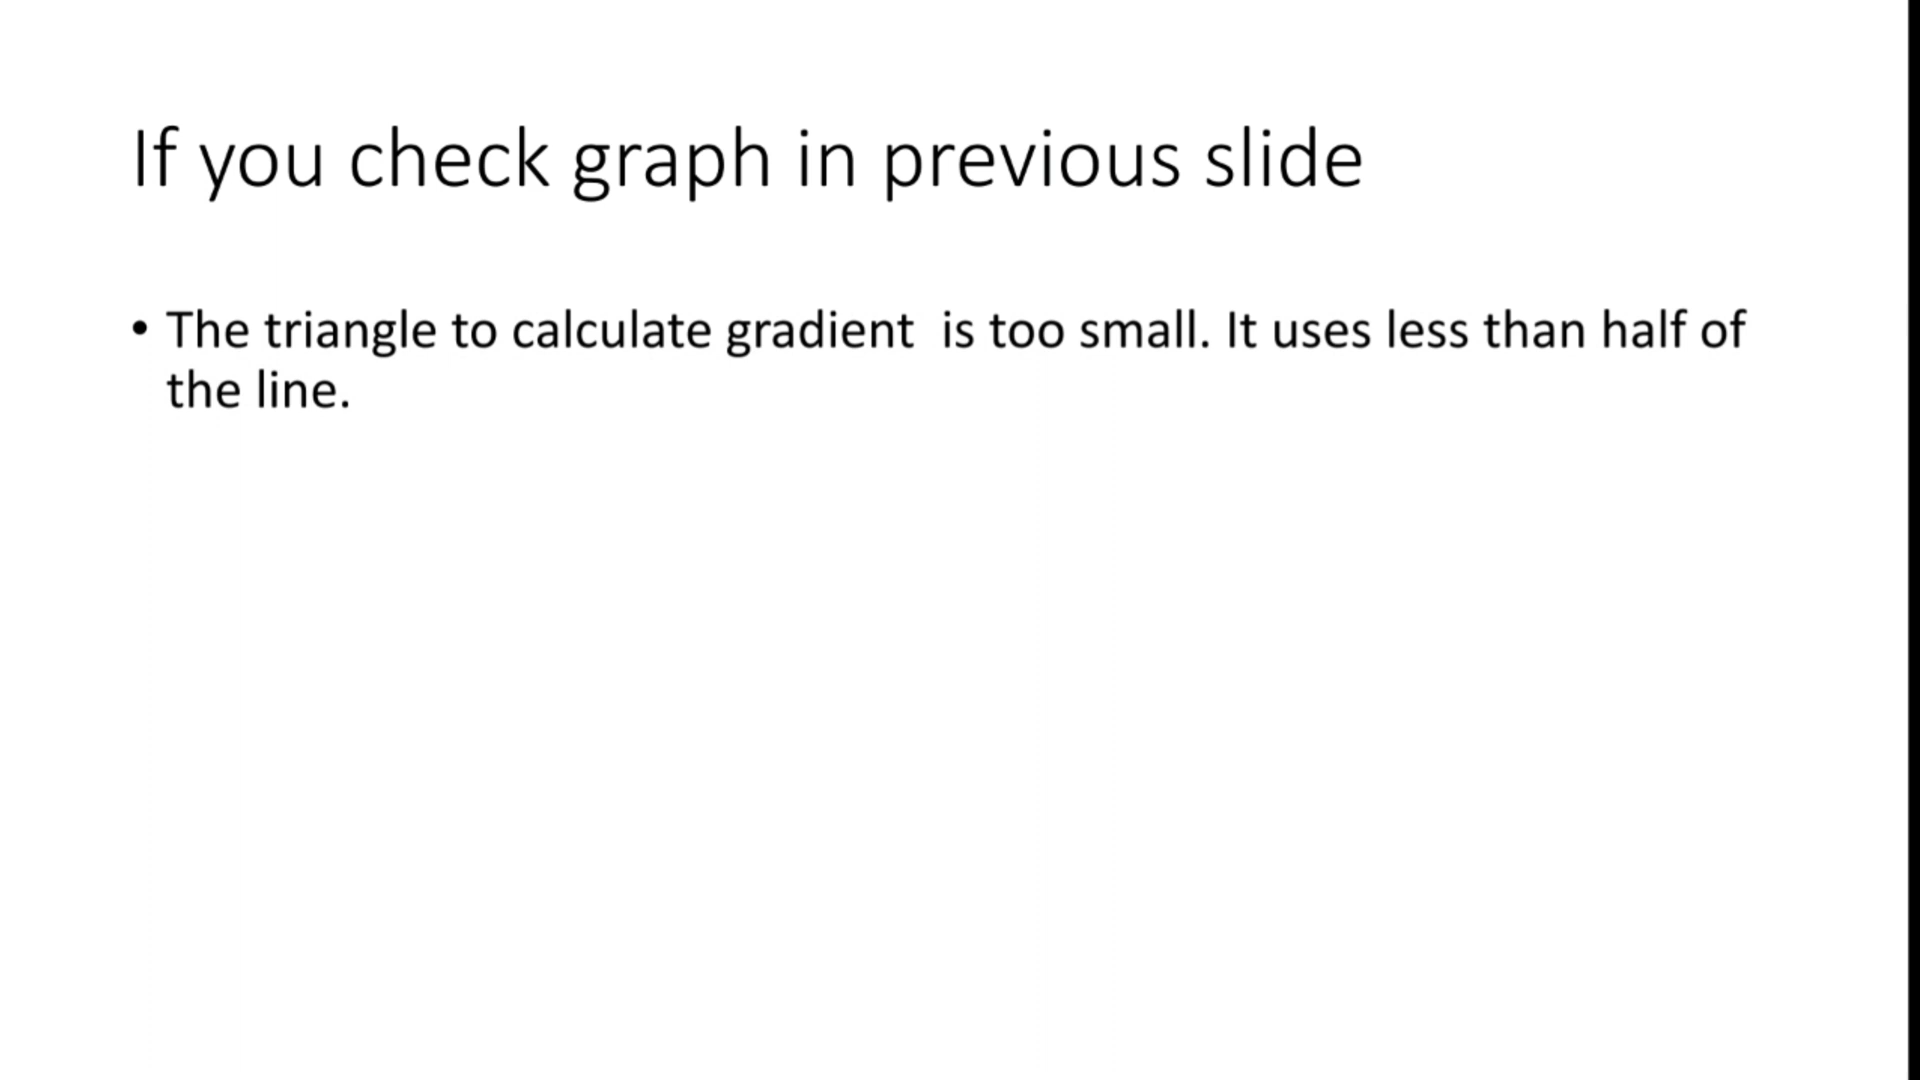 If you check graph in previous slide
• The triangle to calculate gradient  is too small. It uses less than half of
the line.